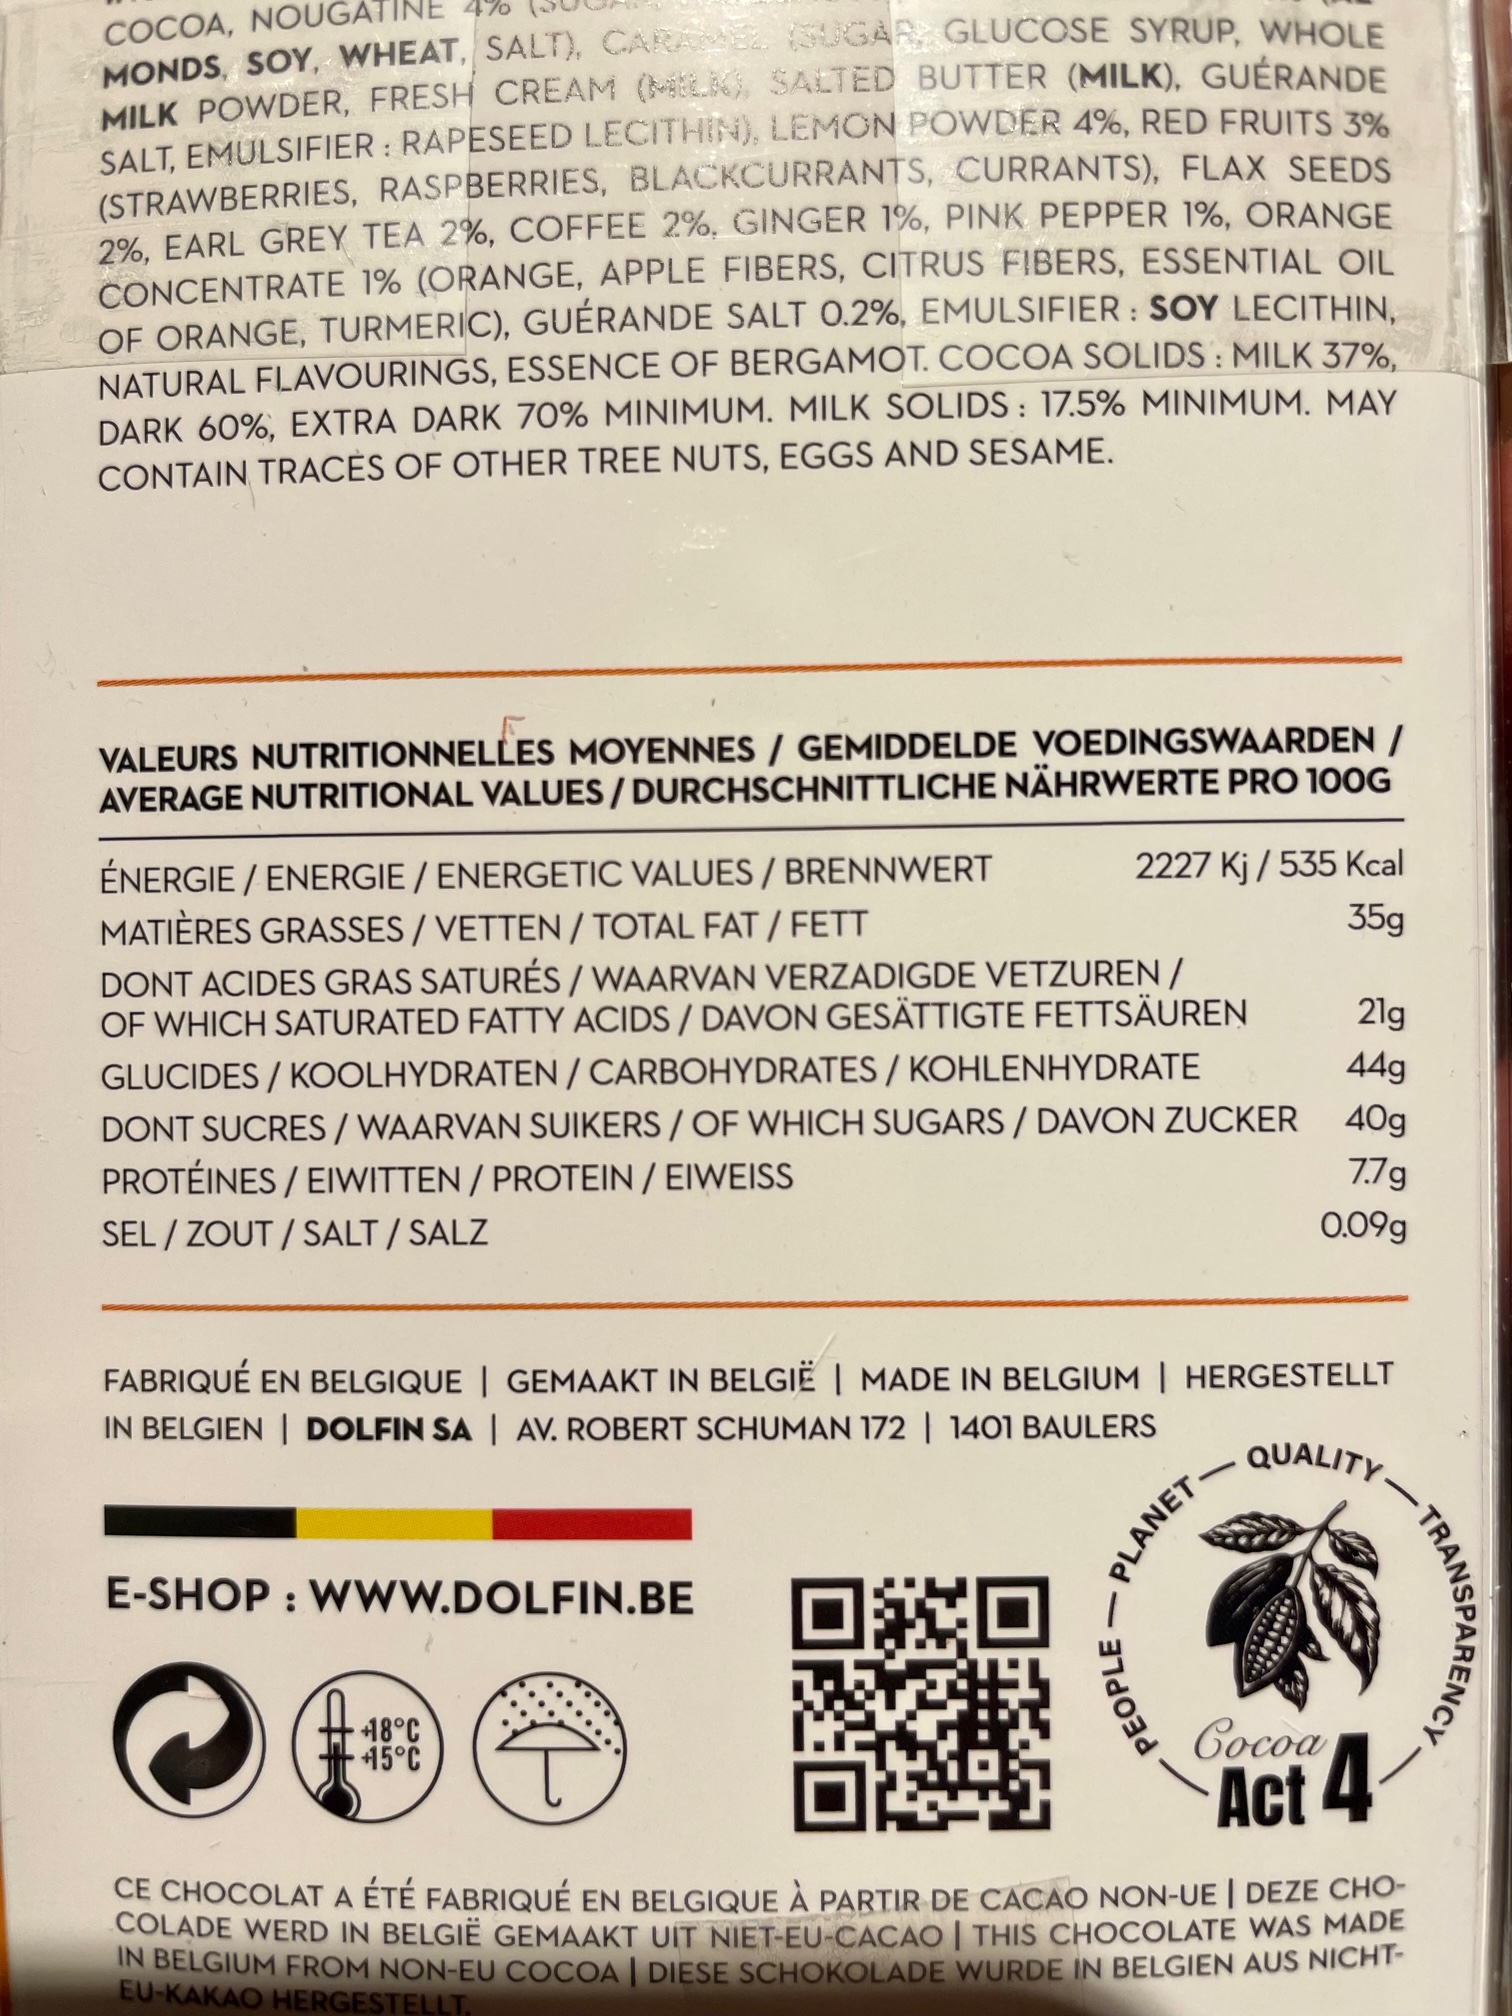 COCOA, NOUGATINE 4%
MONDS, SOY, WHEAT, SALT), CARAMEL (SUGAR, GLUCOSE SYRUP, WHOLE
MILK POWDER, FRESH CREAM (MILK), SALTED BUTTER (MILK), GUÉRANDE
SALT, EMULSIFIER : RAPESEED LECITHIN), LEMON POWDER 4%, RED FRUITS 3%
(STRAWBERRIES, RASPBERRIES, BLACKCURRANTS, CURRANTS), FLAX SEEDS
2%, EARL GREY TEA 2%, COFFEE 2%, GINGER 1%, PINK PEPPER 1%, ORANGE
CONCENTRATE 1% (ORANGE, APPLE FIBERS, CITRUS FIBERS, ESSENTIAL OIL
OF ORANGE, TURMERIC), GUÉRANDE SALT 0.2%, EMULSIFIER : SOY LECITHIN,
NATURAL FLAVOURINGS, ESSENCE OF BERGAMOT. COCOA SOLIDS : MILK 37%,
DARK 60%, EXTRA DARK 70% MINIMUM. MILK SOLIDS : 17.5% MINIMUM. MAY
CONTAIN TRACES OF OTHER TREE NUTS, EGGS AND SESAME.
VALEURS NUTRITIONNELLES MOYENNES / GEMIDDELDE VOEDINGSWAARDEN /
AVERAGE NUTRITIONAL VALUES / DURCHSCHNITTLICHE NÄHRWERTE PRO 100G
ÉNERGIE / ENERGIE / ENERGETIC VALUES / BRENNWERT 2227 Kj / 535 Kcal
MATIÈRES GRASSES / VETTEN / TOTAL FAT / FETT 35g
DONT ACIDES GRAS SATURÉS / WAARVAN VERZADIGDE VETZUREN /
OF WHICH SATURATED FATTY ACIDS / DAVON GESÄTTIGTE FETTSÄUREN 21g
GLUCIDES / KOOLHYDRATEN / CARBOHYDRATES / KOHLENHYDRATE 44g
DONT SUCRES / WAARVAN SUIKERS / OF WHICH SUGARS / DAVON ZUCKER 40g
PROTÉINES / EIWITTEN / PROTEIN / EIWEISS 7.7g
SEL / ZOUT / SALT / SALZ 0.09g
FABRIQUÉ EN BELGIQUE | GEMAAKT IN BELGIË | MADE IN BELGIUM | HERGESTELLT
IN BELGIEN | DOLFIN SA | AV. ROBERT SCHUMAN 172 | 1401 BAULERS
E-SHOP : WWW.DOLFIN.BE
+18°C
+15°C
PEOPLE — PLANET — QUALITY — TRANSPARENCY
Cocoa
Act 4
CE CHOCOLAT A ÉTÉ FABRIQUÉ EN BELGIQUE À PARTIR DE CACAO NON-UE | DEZE CHO-
COLADE WERD IN BELGIË GEMAAKT UIT NIET-EU-CACAO | THIS CHOCOLATE WAS MADE
IN BELGIUM FROM NON-EU COCOA | DIESE SCHOKOLADE WURDE IN BELGIEN AUS NICHT-
EU-KAKAO HERGESTELLT.